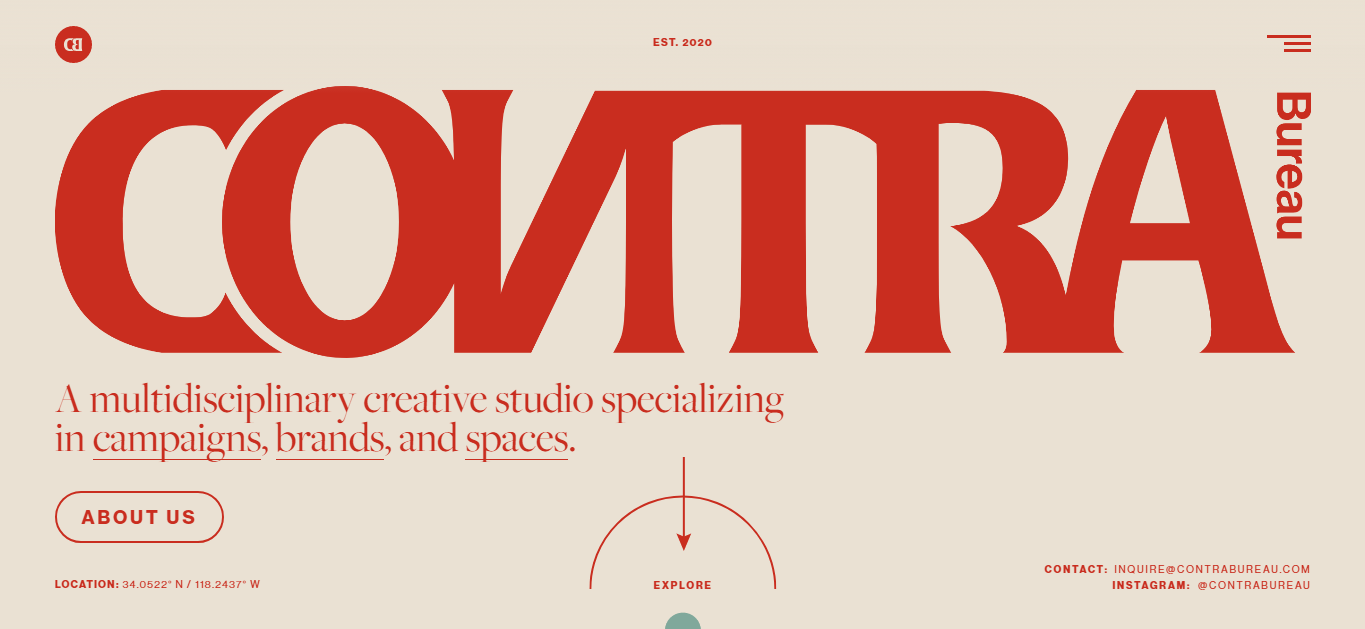 CB
EST. 2020
CONTRA
Bureau
A multidisciplinary creative studio specializing
in campaigns, brands, and spaces.
ABOUT US
EXPLORE
LOCATION: 34.0522° N / 118.2437° W
CONTACT: INQUIRE@CONTRABUREAU.COM
INSTAGRAM: @CONTRABUREAU